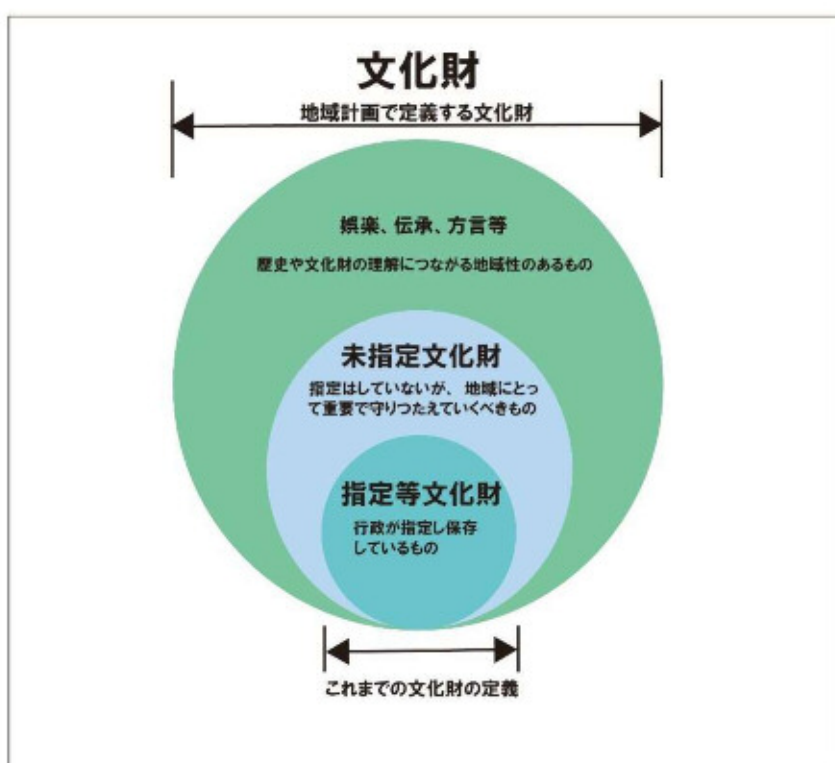 文化財
地域計画で定義する文化財
娯楽、伝承、方言等
歴史や文化財の理解につながる地域性のあるもの
未指定文化財
指定はしていないが、 地域にとっ
て重要で守りつたえていくべきもの
指定等文化財
行政が指定し保存
しているもの
これまでの文化財の定義